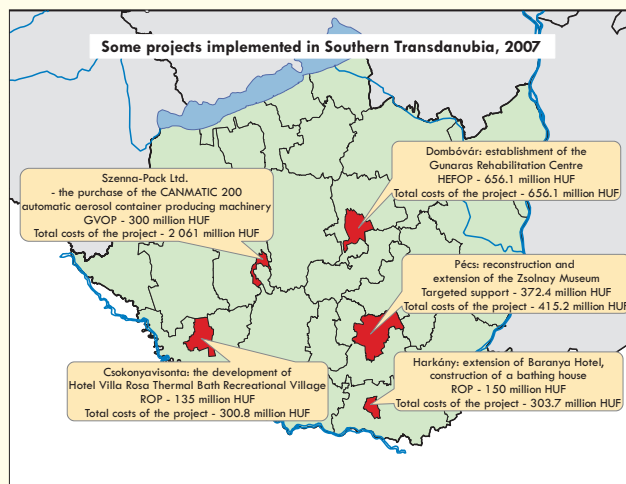 Some projects implemented in Southern Transdanubia, 2007
Dombóvár: establishment of the
Gunaras Rehabilitation Centre
HEFOP - 656.1 million HUF
Total costs of the project - 656.1 million HUF
Szenna-Pack Ltd.
- the purchase of the CANMATIC 200
automatic aerosol container producing machinery
GVOP - 300 million HUF
Total costs of the project - 2 061 million HUF
Pécs: reconstruction and
extension of the Zsolnay Museum
Targeted support - 372.4 million HUF
Total costs of the project - 415.2 million HUF
Csokonyavisonta: the development of
Hotel Villa Rosa Thermal Bath Recreational Village
ROP - 135 million HUF
Total costs of the project - 300.8 million HUF
Harkány: extension of Baranya Hotel,
construction of a bathing house
ROP - 150 million HUF
Total costs of the project - 303.7 million HUF